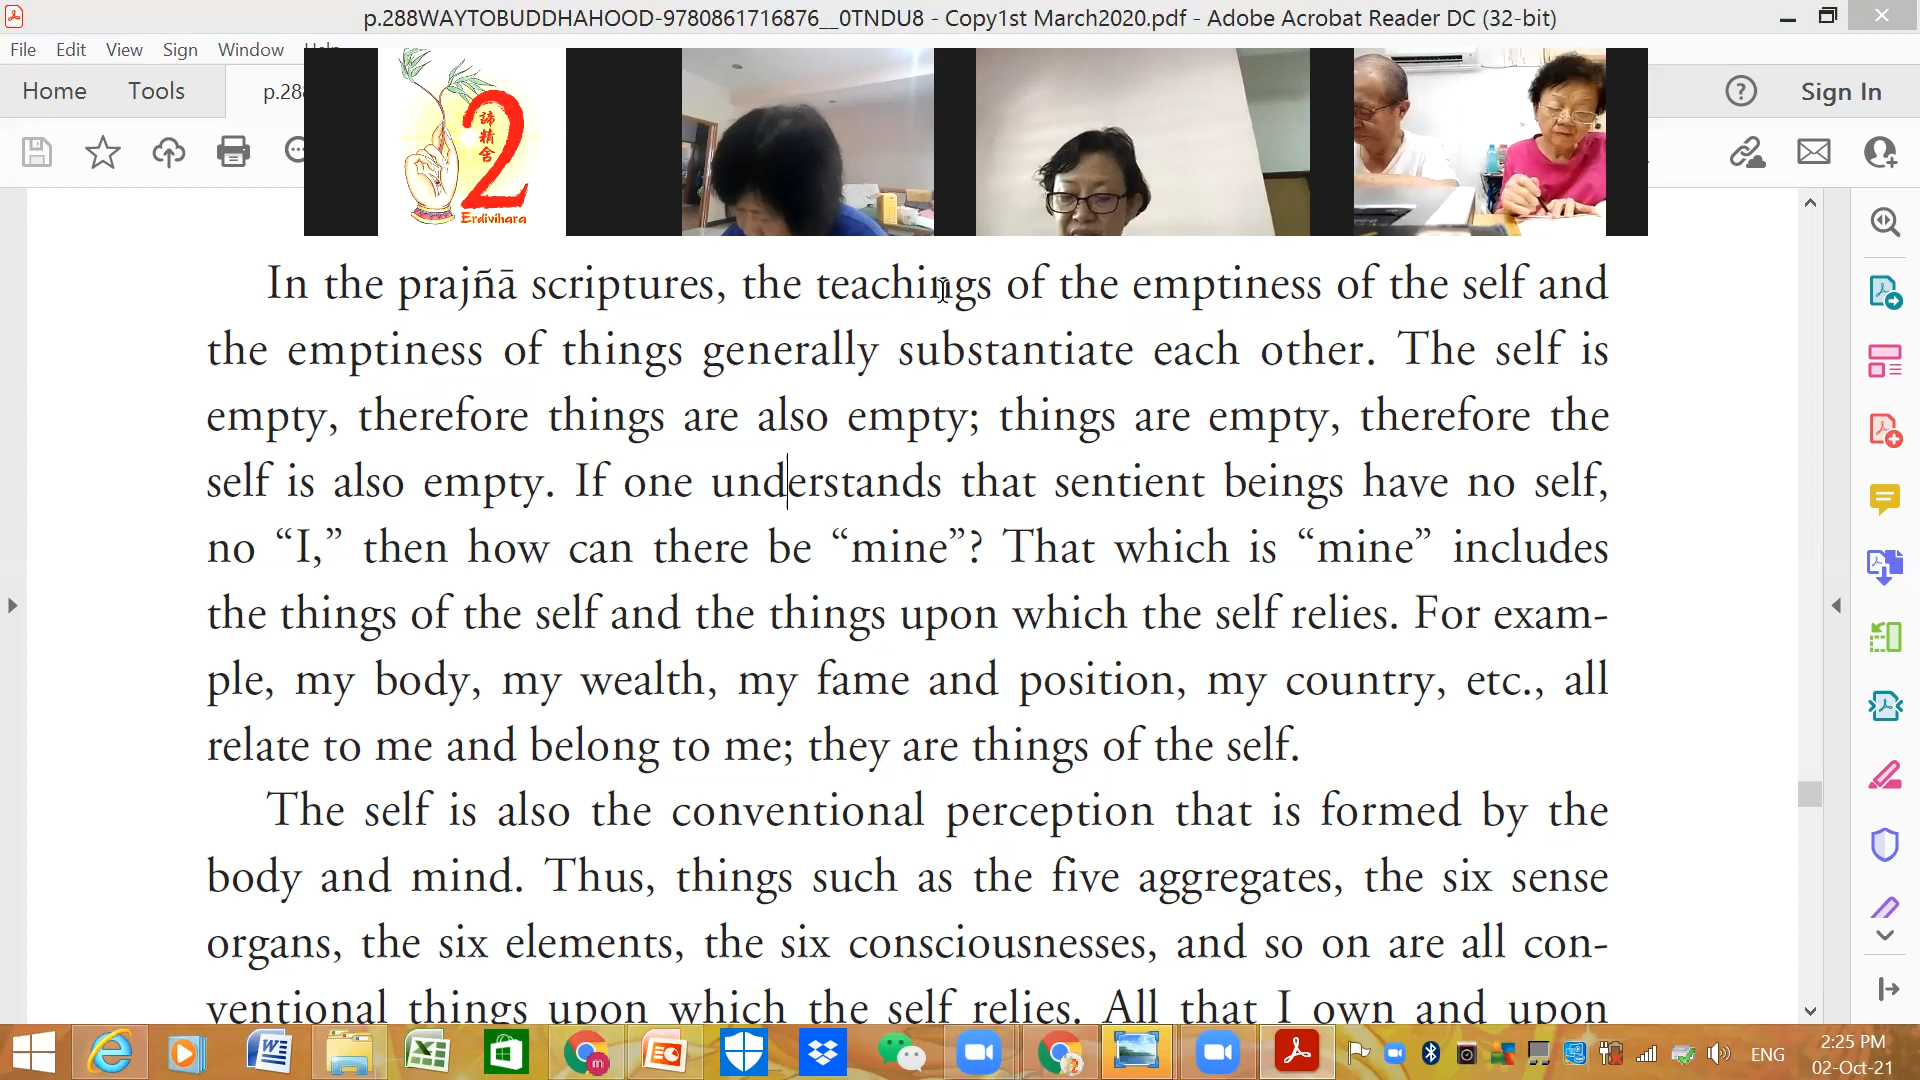 p.288WAYTOBUDDHAHOOD-9780861716876__0TNDU8 - Copy1st March2020.pdf - Adobe Acrobat Reader DC (32-bit)
File Edit View Sign Window Help
Home Tools p.28
Sign In
2
諦精舍
Erdivihara
In the prajñā scriptures, the teachings of the emptiness of the self and
the emptiness of things generally substantiate each other. The self is
empty, therefore things are also empty; things are empty, therefore the
self is also empty. If one understands that sentient beings have no self,
no “I,” then how can there be “mine”? That which is “mine” includes
the things of the self and the things upon which the self relies. For exam-
ple, my body, my wealth, my fame and position, my country, etc., all
relate to me and belong to me; they are things of the self.
The self is also the conventional perception that is formed by the
body and mind. Thus, things such as the five aggregates, the six sense
organs, the six elements, the six consciousnesses, and so on are all con-
ventional things upon which the self relies. All that I own and upon
ENG
2:25 PM
02-Oct-21